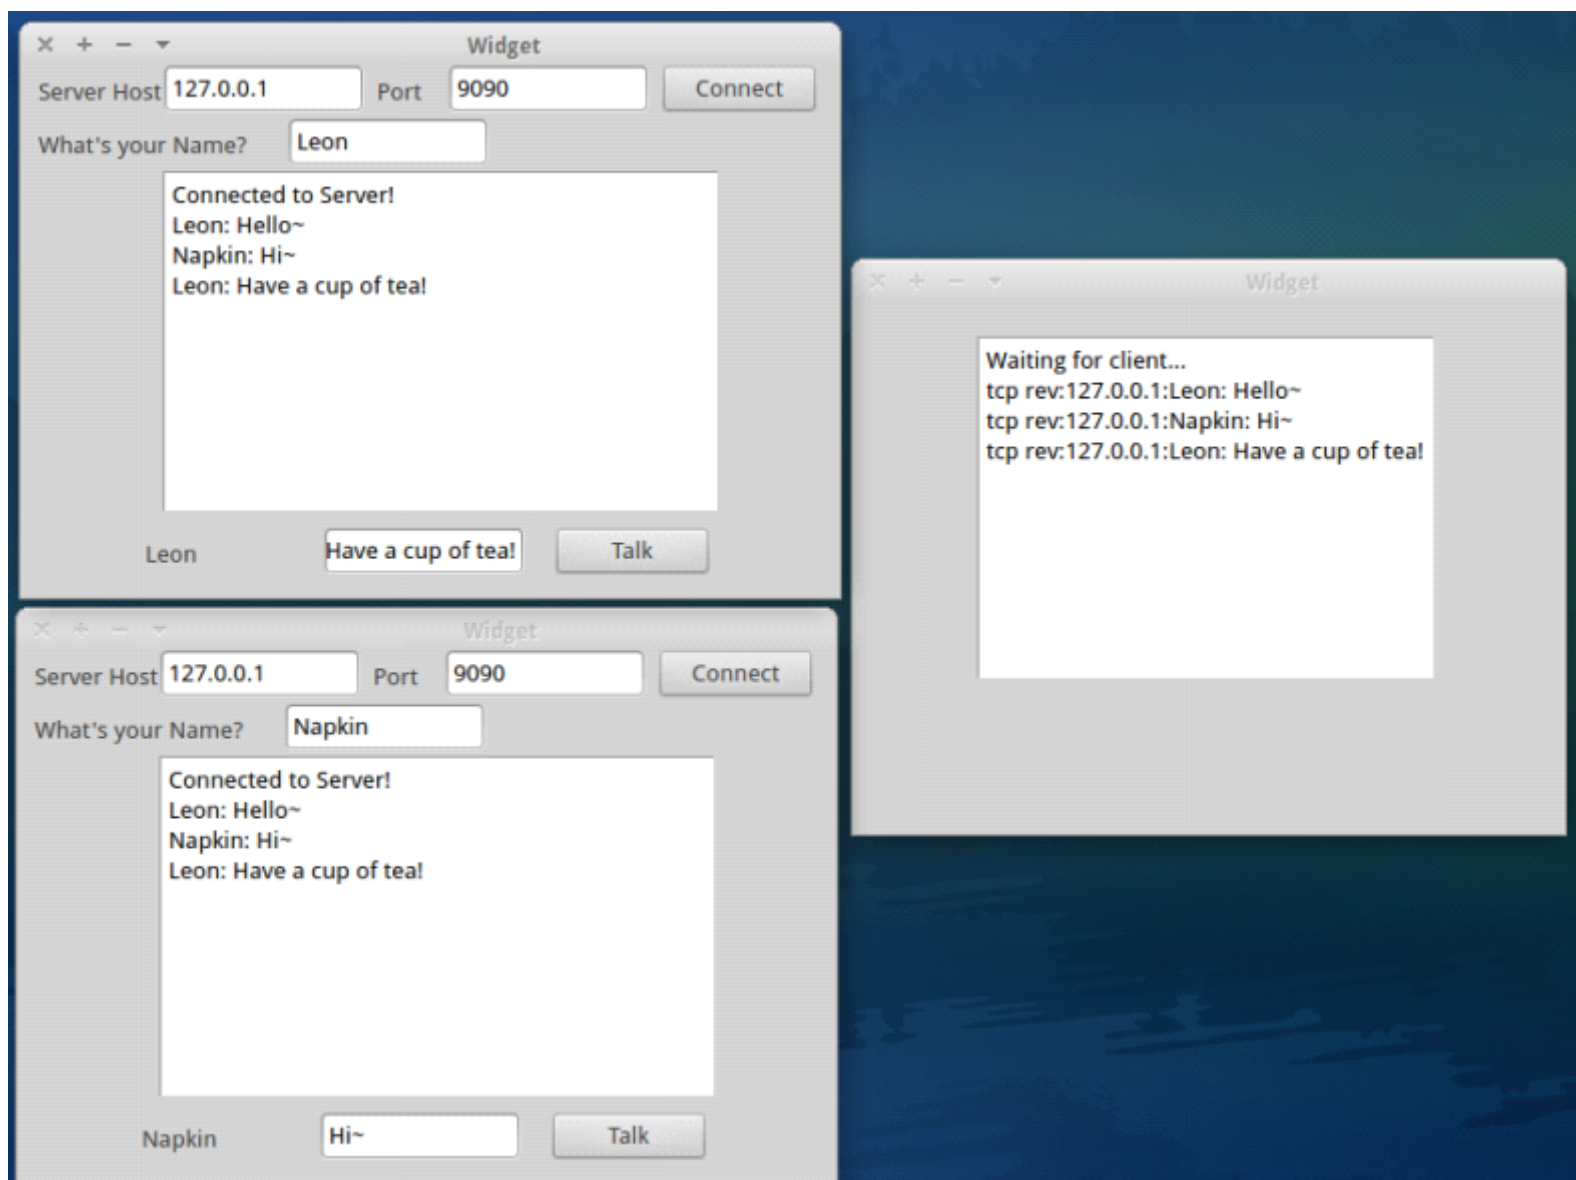 Widget
Server Host 127.0.0.1 Port 9090 Connect
What's your Name? Leon
Connected to Server!
Leon: Hello~
Napkin: Hi~
Leon: Have a cup of tea!
Leon Have a cup of tea! Talk
Widget
Server Host 127.0.0.1 Port 9090 Connect
What's your Name? Napkin
Connected to Server!
Leon: Hello~
Napkin: Hi~
Leon: Have a cup of tea!
Napkin Hi~ Talk
Widget
Waiting for client...
tcp rev:127.0.0.1:Leon: Hello~
tcp rev:127.0.0.1:Napkin: Hi~
tcp rev:127.0.0.1:Leon: Have a cup of tea!